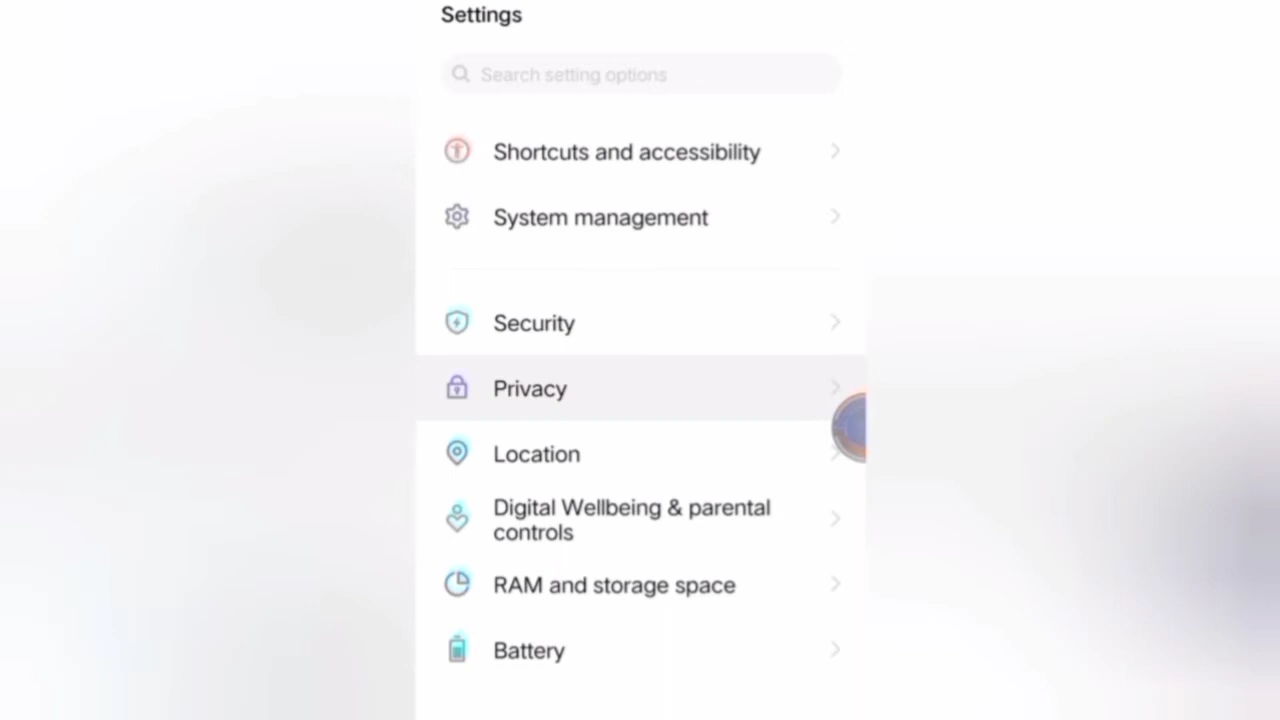 Settings
Search setting options
Shortcuts and accessibility
System management
Security
Privacy
Location
Digital Wellbeing & parental
controls
RAM and storage space
Battery